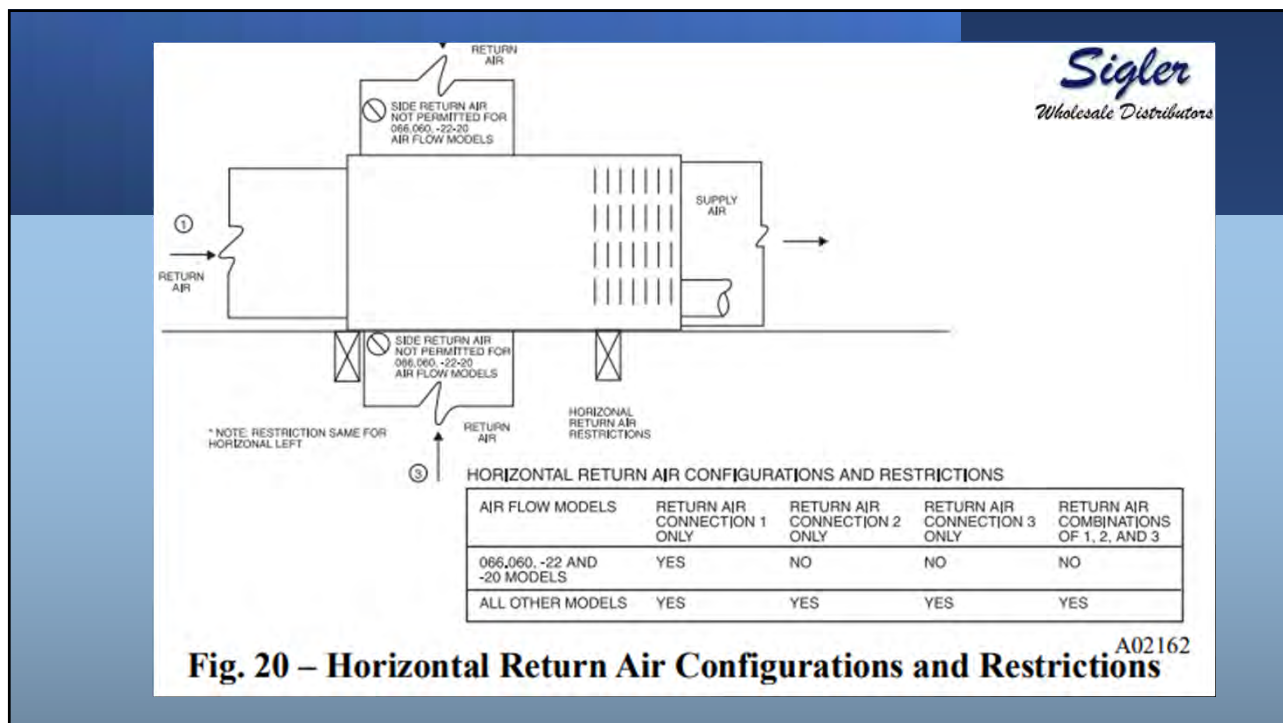 RETURN
AIR
Sigler
Wholesale Distributors
SIDE RETURN AIR
NOT PERMITTED FOR
066,060, -22-20
AIR FLOW MODELS
1
RETURN
AIR
SUPPLY
AIR
SIDE RETURN AIR
NOT PERMITTED FOR
066,060, -22-20
AIR FLOW MODELS
* NOTE: RESTRICTION SAME FOR
HORIZONAL LEFT
RETURN
AIR
3
HORIZONAL
RETURN AIR
RESTRICTIONS
HORIZONTAL RETURN AIR CONFIGURATIONS AND RESTRICTIONS
AIR FLOW MODELS
RETURN AIR
CONNECTION 1
ONLY
RETURN AIR
CONNECTION 2
ONLY
RETURN AIR
CONNECTION 3
ONLY
RETURN AIR
COMBINATIONS
OF 1, 2, AND 3
066,060, -22 AND
-20 MODELS
YES
NO
NO
NO
ALL OTHER MODELS
YES
YES
YES
YES
A02162
Fig. 20 – Horizontal Return Air Configurations and Restrictions